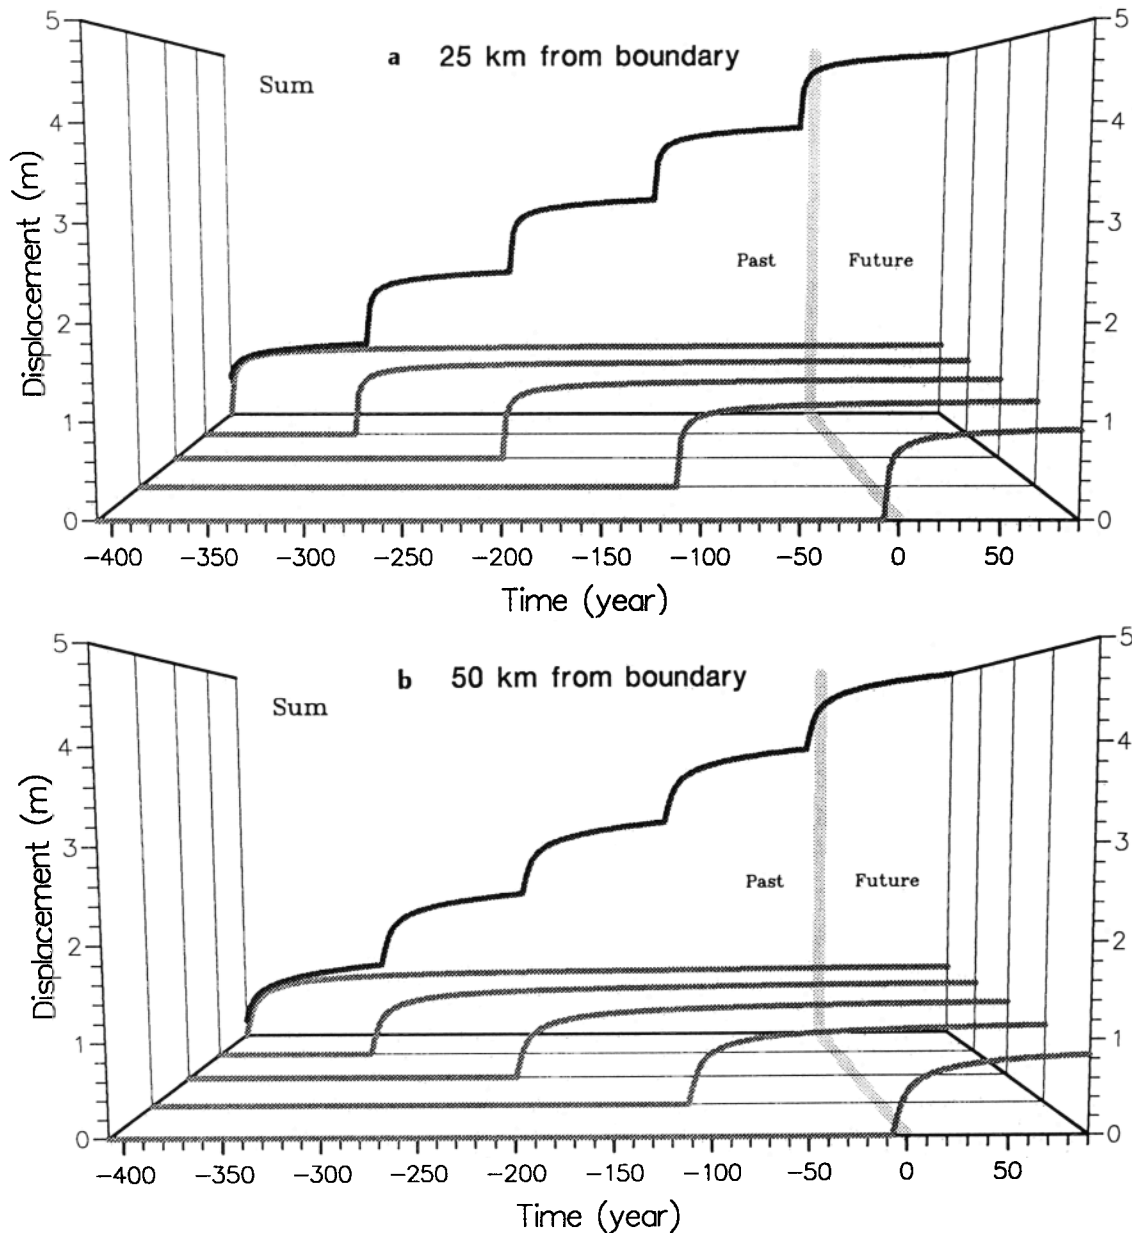 a 25 km from boundary
Sum
Past Future
Displacement (m)
5
4
3
2
1
0
5
4
3
2
1
0
−400 −350 −300 −250 −200 −150 −100 −50 0 50
Time (year)
b 50 km from boundary
Sum
Past Future
Displacement (m)
5
4
3
2
1
0
5
4
3
2
1
0
−400 −350 −300 −250 −200 −150 −100 −50 0 50
Time (year)